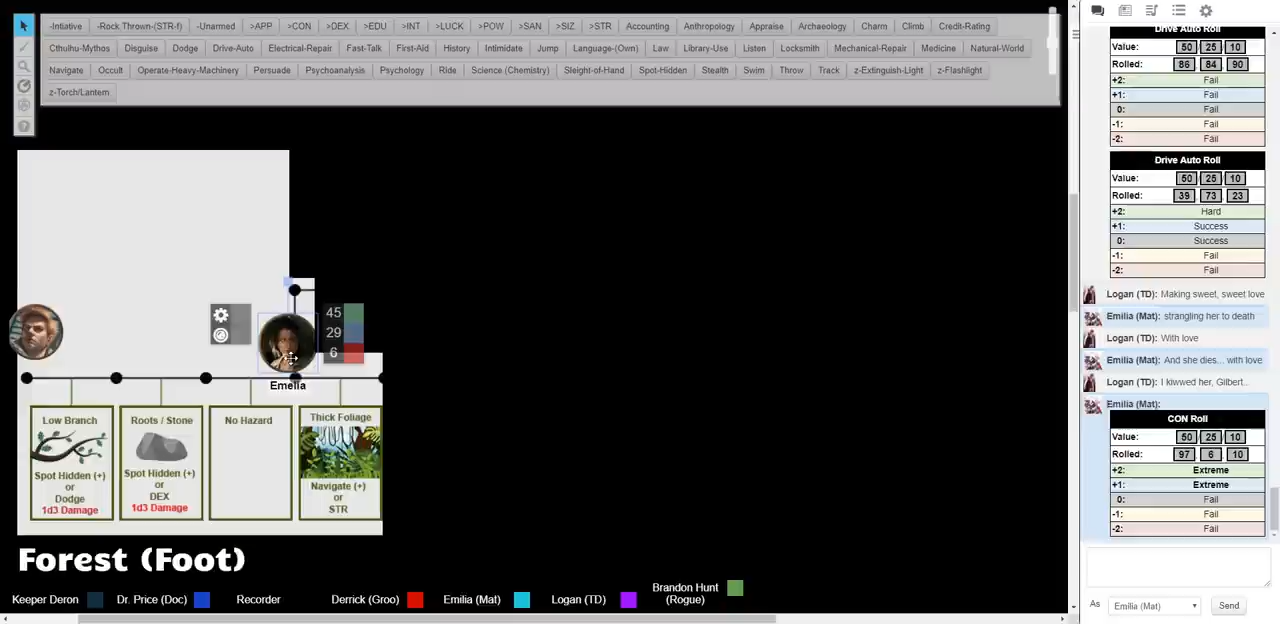 -Intiative -Rock Thrown-(STR-f) -Unarmed >APP >CON >DEX >EDU >INT >LUCK >POW >SAN >SIZ >STR Accounting Anthropology Appraise Archaeology Charm Climb Credit-Rating
Cthulhu-Mythos Disguise Dodge Drive-Auto Electrical-Repair Fast-Talk First-Aid History Intimidate Jump Language-(Own) Law Library-Use Listen Locksmith Mechanical-Repair Medicine Natural-World
Navigate Occult Operate-Heavy-Machinery Persuade Psychoanalysis Psychology Ride Science (Chemistry) Sleight-of-Hand Spot-Hidden Stealth Swim Throw Track z-Extinguish-Light z-Flashlight
z-Torch/Lantern
45
29
6
Emelia
Low Branch
Spot Hidden (+)
or
Dodge
1d3 Damage
Roots / Stone
Spot Hidden (+)
or
DEX
1d3 Damage
No Hazard
Thick Foliage
Navigate (+)
or
STR
Forest (Foot)
Keeper Deron Dr. Price (Doc) Recorder Derrick (Groo) Emilia (Mat) Logan (TD) Brandon Hunt
(Rogue)
Drive Auto Roll
Value: 50 25 10
Rolled: 86 84 90
+2: Fail
+1: Fail
0: Fail
-1: Fail
-2: Fail
Drive Auto Roll
Value: 50 25 10
Rolled: 39 73 23
+2: Hard
+1: Success
0: Success
-1: Fail
-2: Fail
Logan (TD): Making sweet, sweet love
Emilia (Mat): strangling her to death
Logan (TD): With love
Emilia (Mat): And she dies... with love
Logan (TD): I kiwwed her, Gilbert...
Emilia (Mat):
CON Roll
Value: 50 25 10
Rolled: 97 6 10
+2: Extreme
+1: Extreme
0: Fail
-1: Fail
-2: Fail
As Emilia (Mat) Send